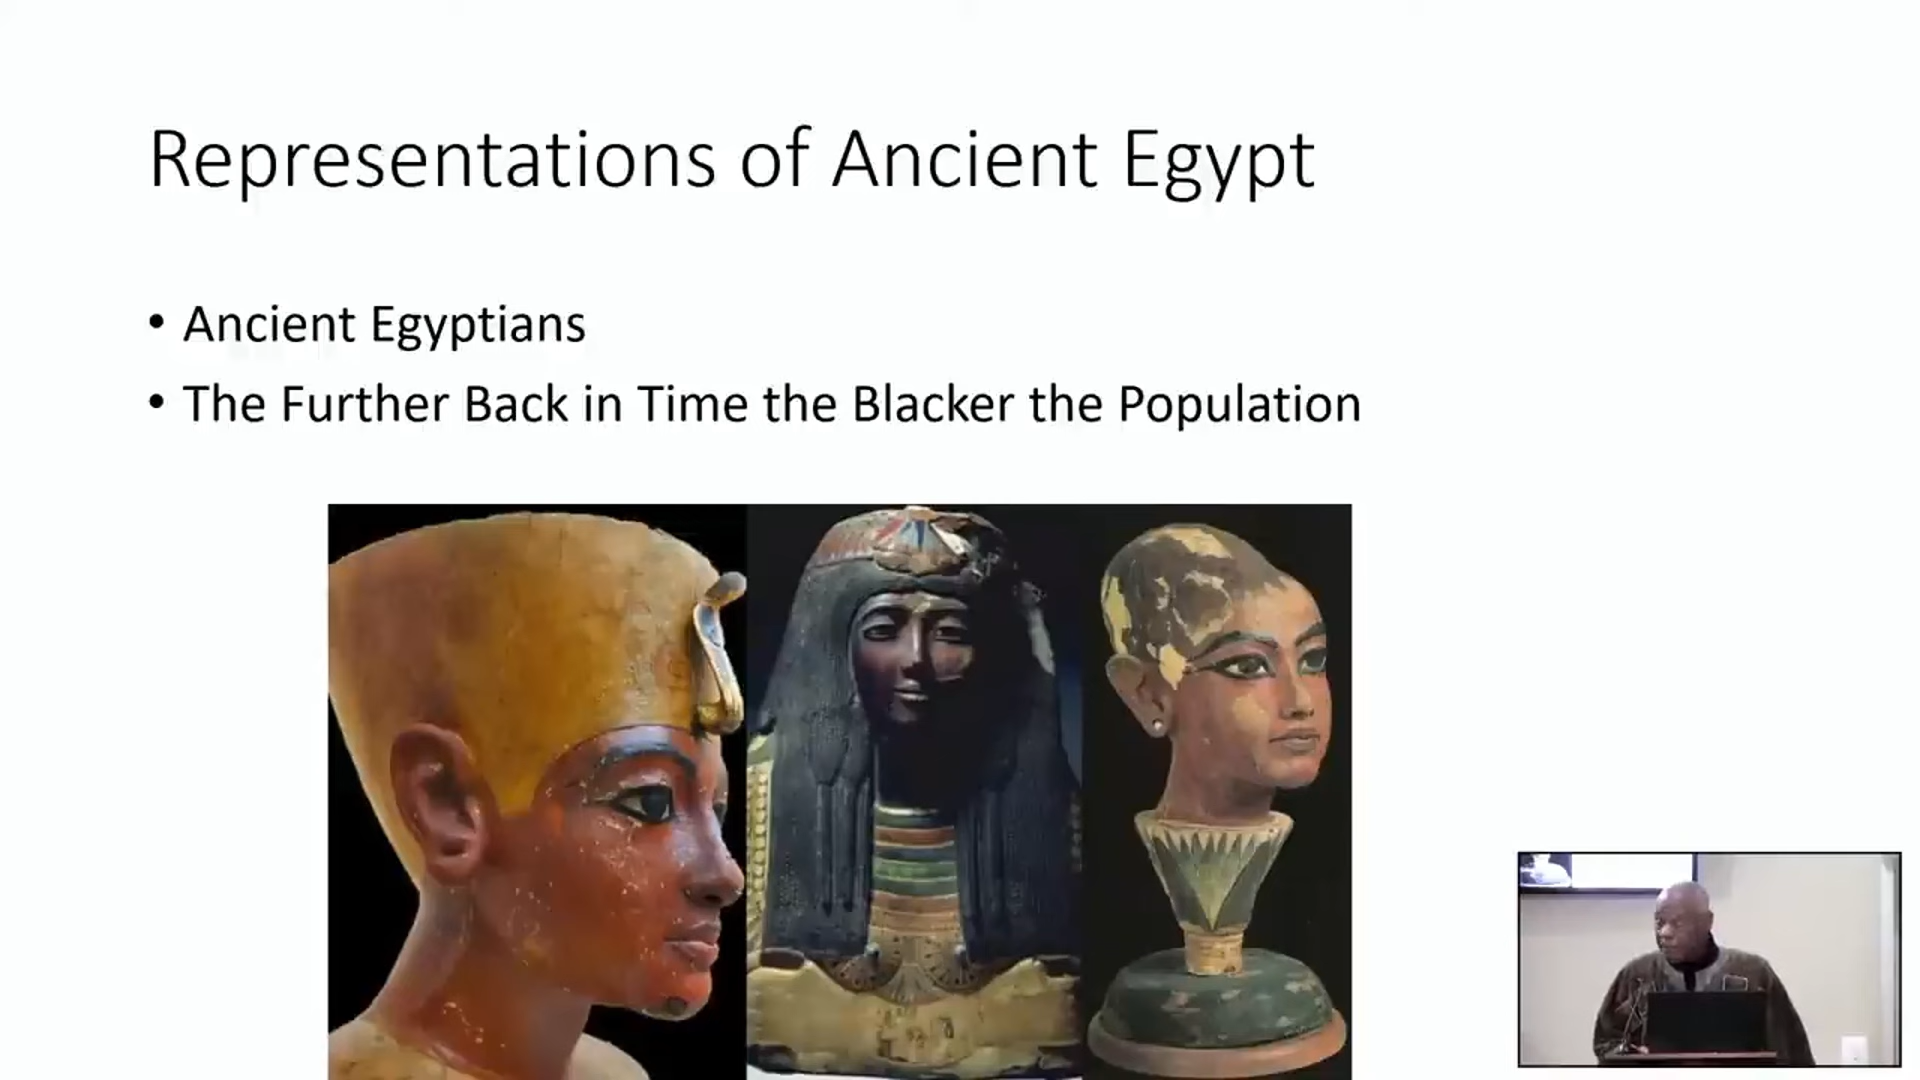 Representations of Ancient Egypt
• Ancient Egyptians
• The Further Back in Time the Blacker the Population